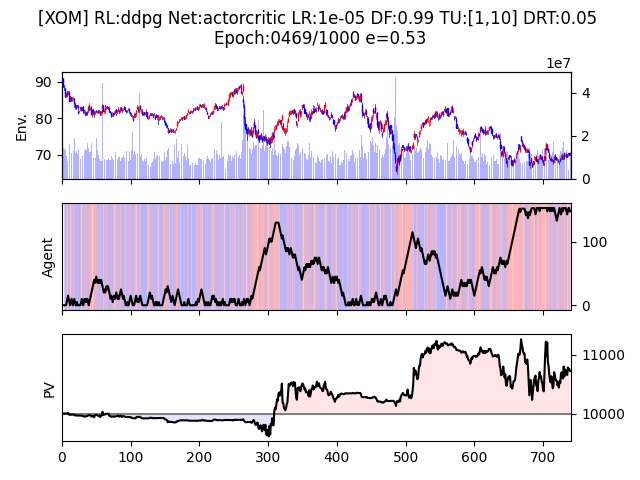 [XOM] RL:ddpg Net:actorcritic LR:1e-05 DF:0.99 TU:[1,10] DRT:0.05
Epoch:0469/1000 e=0.53
1e7
90
80
70
Env.
4
2
0
Agent
100
0
PV
11000
10000
0 100 200 300 400 500 600 700